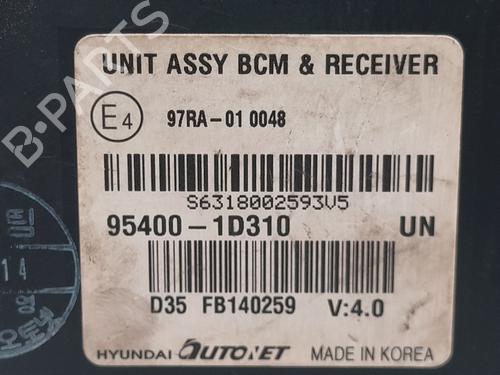 UNIT ASSY BCM & RECEIVER
E4 97RA-01 0048
S6318002593V5
95400-1D310 UN
D35 FB140259 V:4.0
HYUNDAI AUTONET MADE IN KOREA
14
B-PARTS